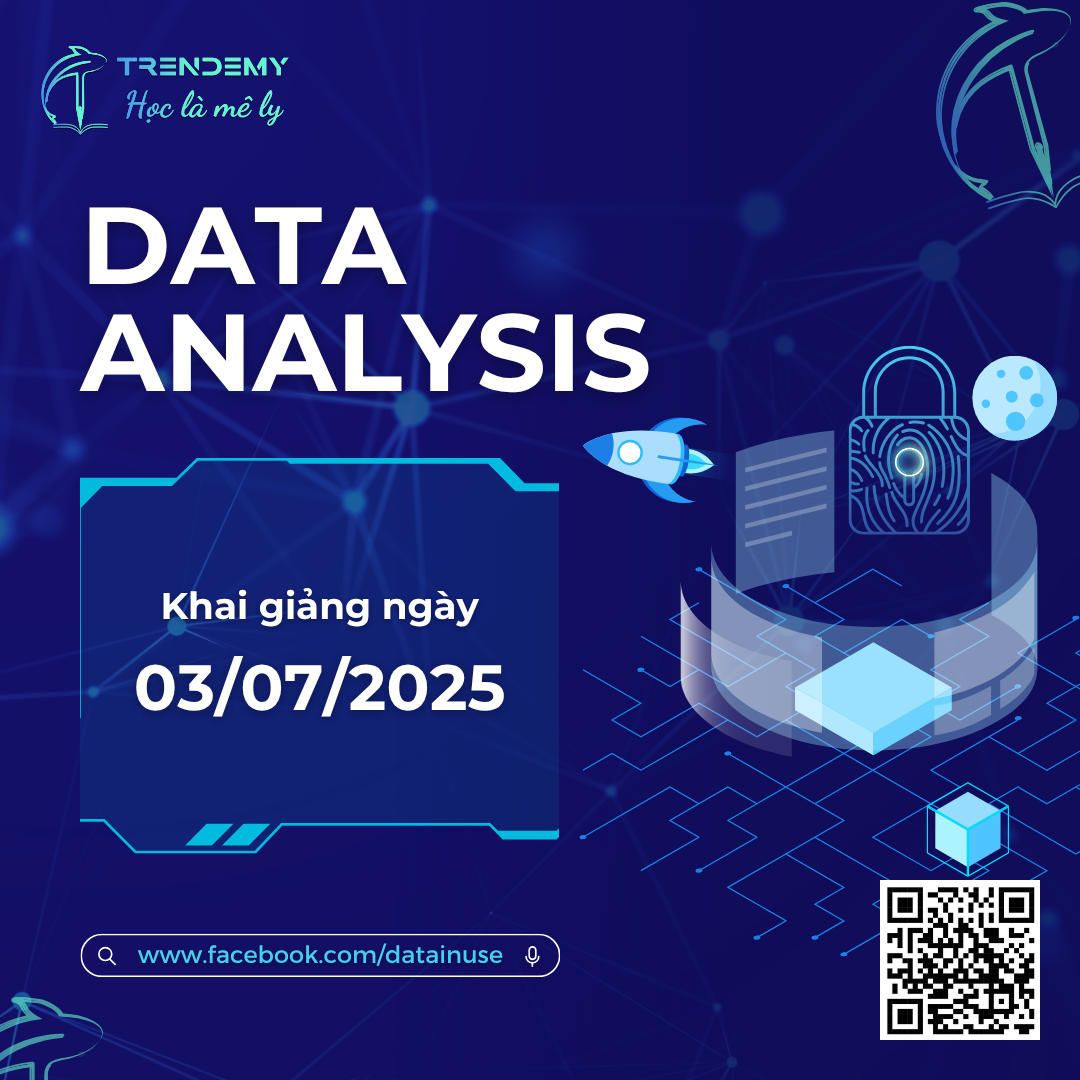 TRENDEMY
Học là mê ly
DATA
ANALYSIS
Khai giảng ngày
03/07/2025
www.facebook.com/datainuse